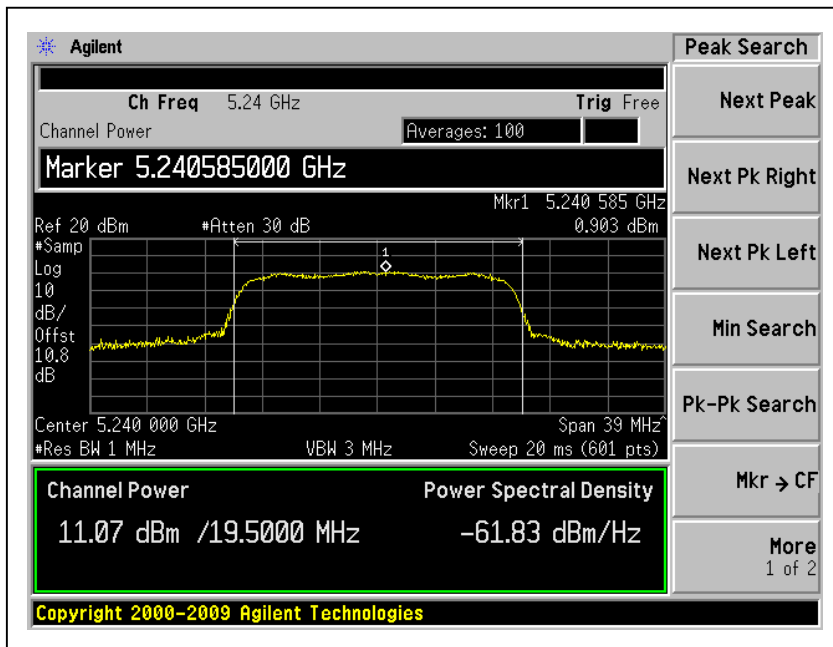 Agilent
Peak Search
Ch Freq 5.24 GHz Trig Free
Channel Power Averages: 100
Marker 5.240585000 GHz
Mkr1 5.240 585 GHz
Ref 20 dBm #Atten 30 dB 0.903 dBm
#Samp
Log
10
dB/
Offst
10.8
dB
1
Center 5.240 000 GHz Span 39 MHz^
#Res BW 1 MHz VBW 3 MHz Sweep 20 ms (601 pts)
Channel Power Power Spectral Density
11.07 dBm /19.5000 MHz -61.83 dBm/Hz
Copyright 2000-2009 Agilent Technologies
Next Peak
Next Pk Right
Next Pk Left
Min Search
Pk-Pk Search
Mkr → CF
More
1 of 2